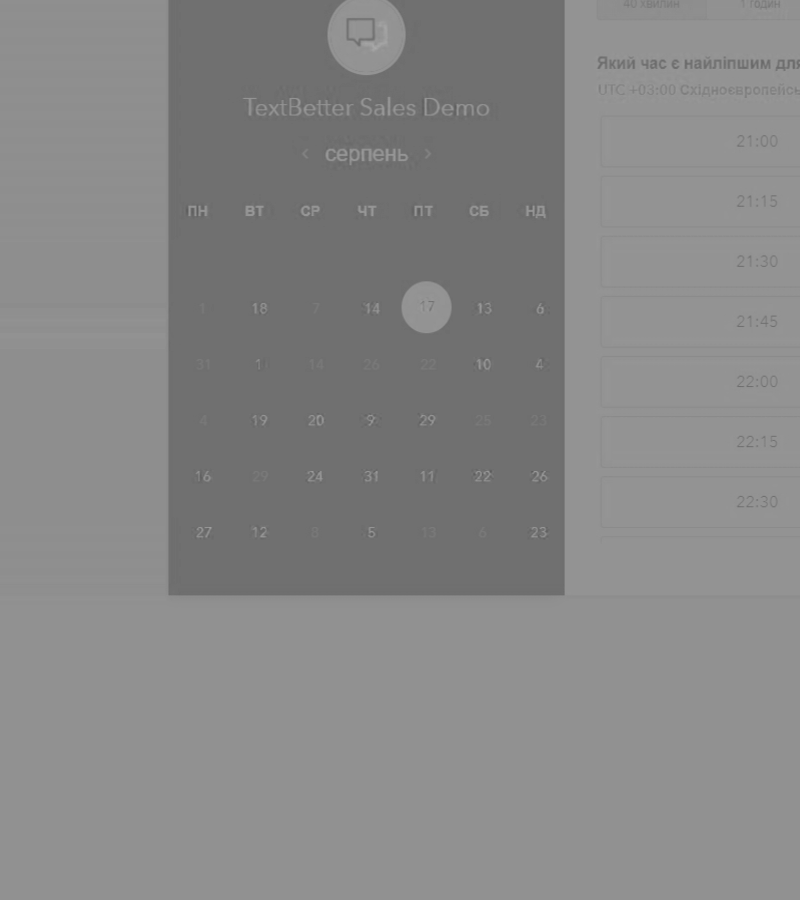 40 хвилин 1 годин
TextBetter Sales Demo
серпень
ПН ВТ СР ЧТ ПТ СБ НД
1 18 7 14 17 13 6
31 1 14 26 22 10 4
4 19 20 9 29 25 23
16 29 24 31 11 22 26
27 12 8 5 13 6 23
Який час є найліпшим для
UTC +03:00 Східноєвропейсь
21:00
21:15
21:30
21:45
22:00
22:15
22:30